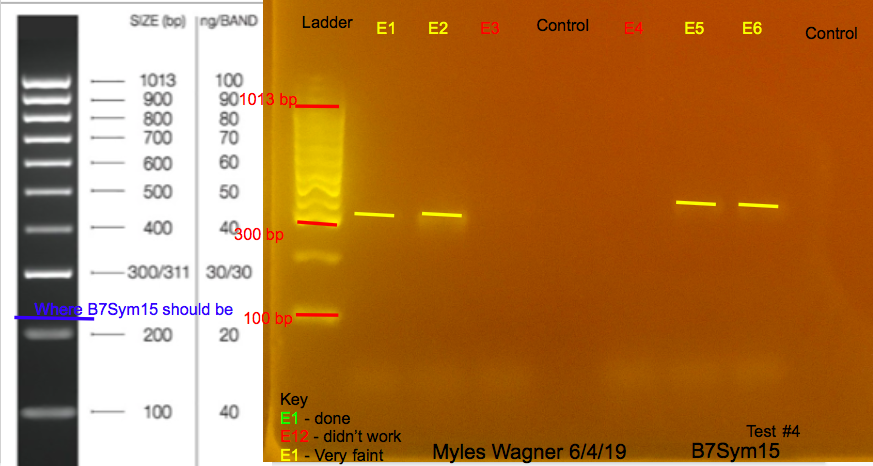 SIZE (bp) ng/BAND
1013 100
900 90
800 80
700 70
600 60
500 50
400 40
300/311 30/30
Where B7Sym15 should be
200 20
100 40
Ladder E1 E2 E3 Control E4 E5 E6 Control
1013 bp
300 bp
100 bp
Key
E1 - done
E12 - didn't work
E1 - Very faint
Myles Wagner 6/4/19
Test #4
B7Sym15